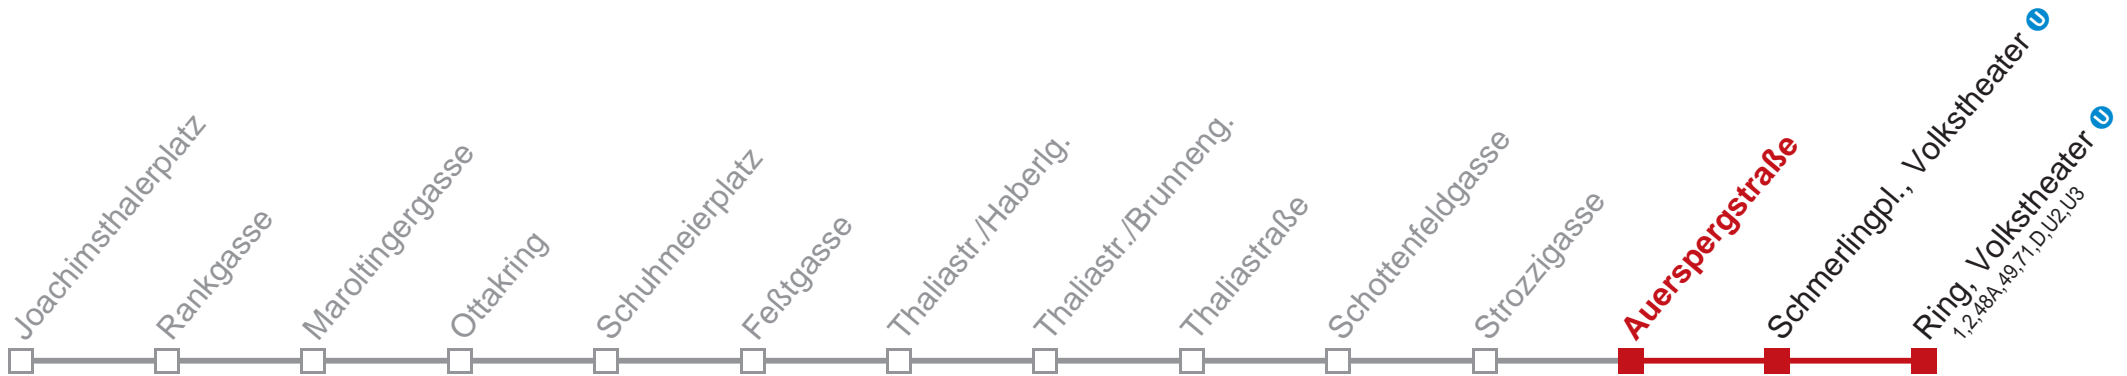 Joachimsthalerplatz
Rankgasse
Maroltingergasse
Ottakring
Schuhmeierplatz
Feßtgasse
Thaliastr./Haberlg.
Thaliastr./Brunneng.
Thaliastraße
Schottenfeldgasse
Strozzigasse
Auerspergstraße
Schmerlingpl., Volkstheater U
Ring, Volkstheater U
1,2,48A,49,71,D,U2,U3